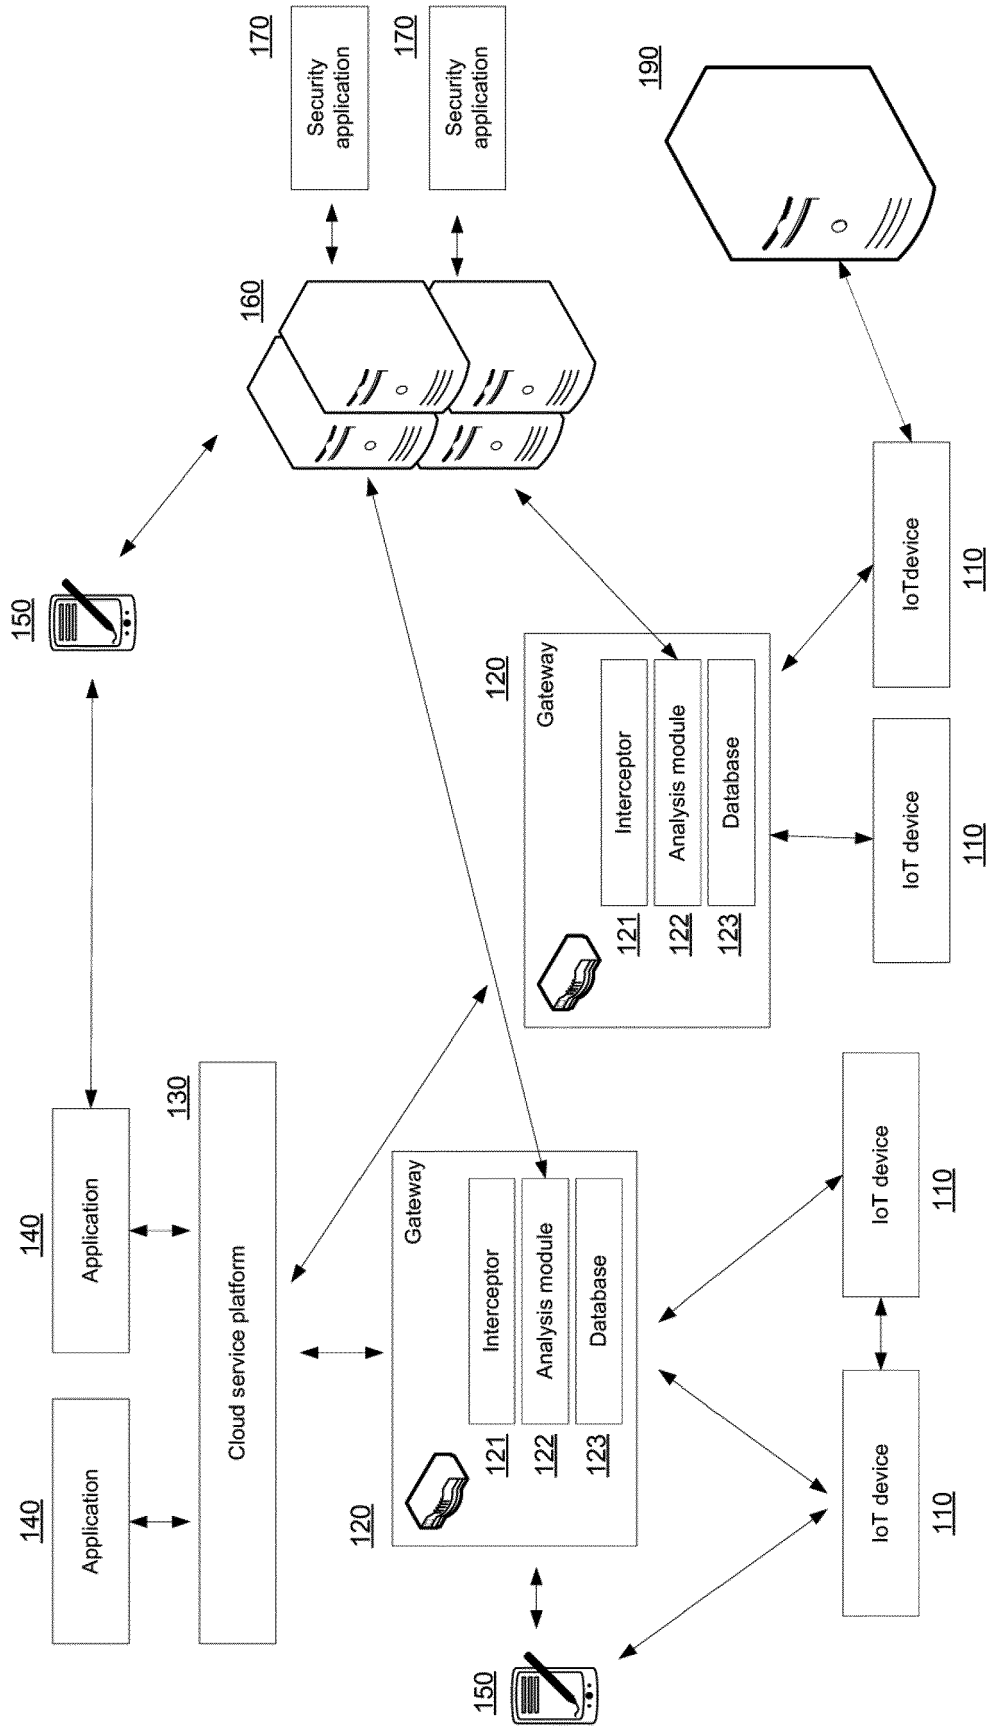 140
Application
140
Application
130
Cloud service platform
150
160
170
Security
application
170
Security
application
190
120
Gateway
121
Interceptor
122
Analysis module
123
Database
120
Gateway
121
Interceptor
122
Analysis module
123
Database
150
IoT device
110
IoT device
110
IoT device
110
IoTdevice
110